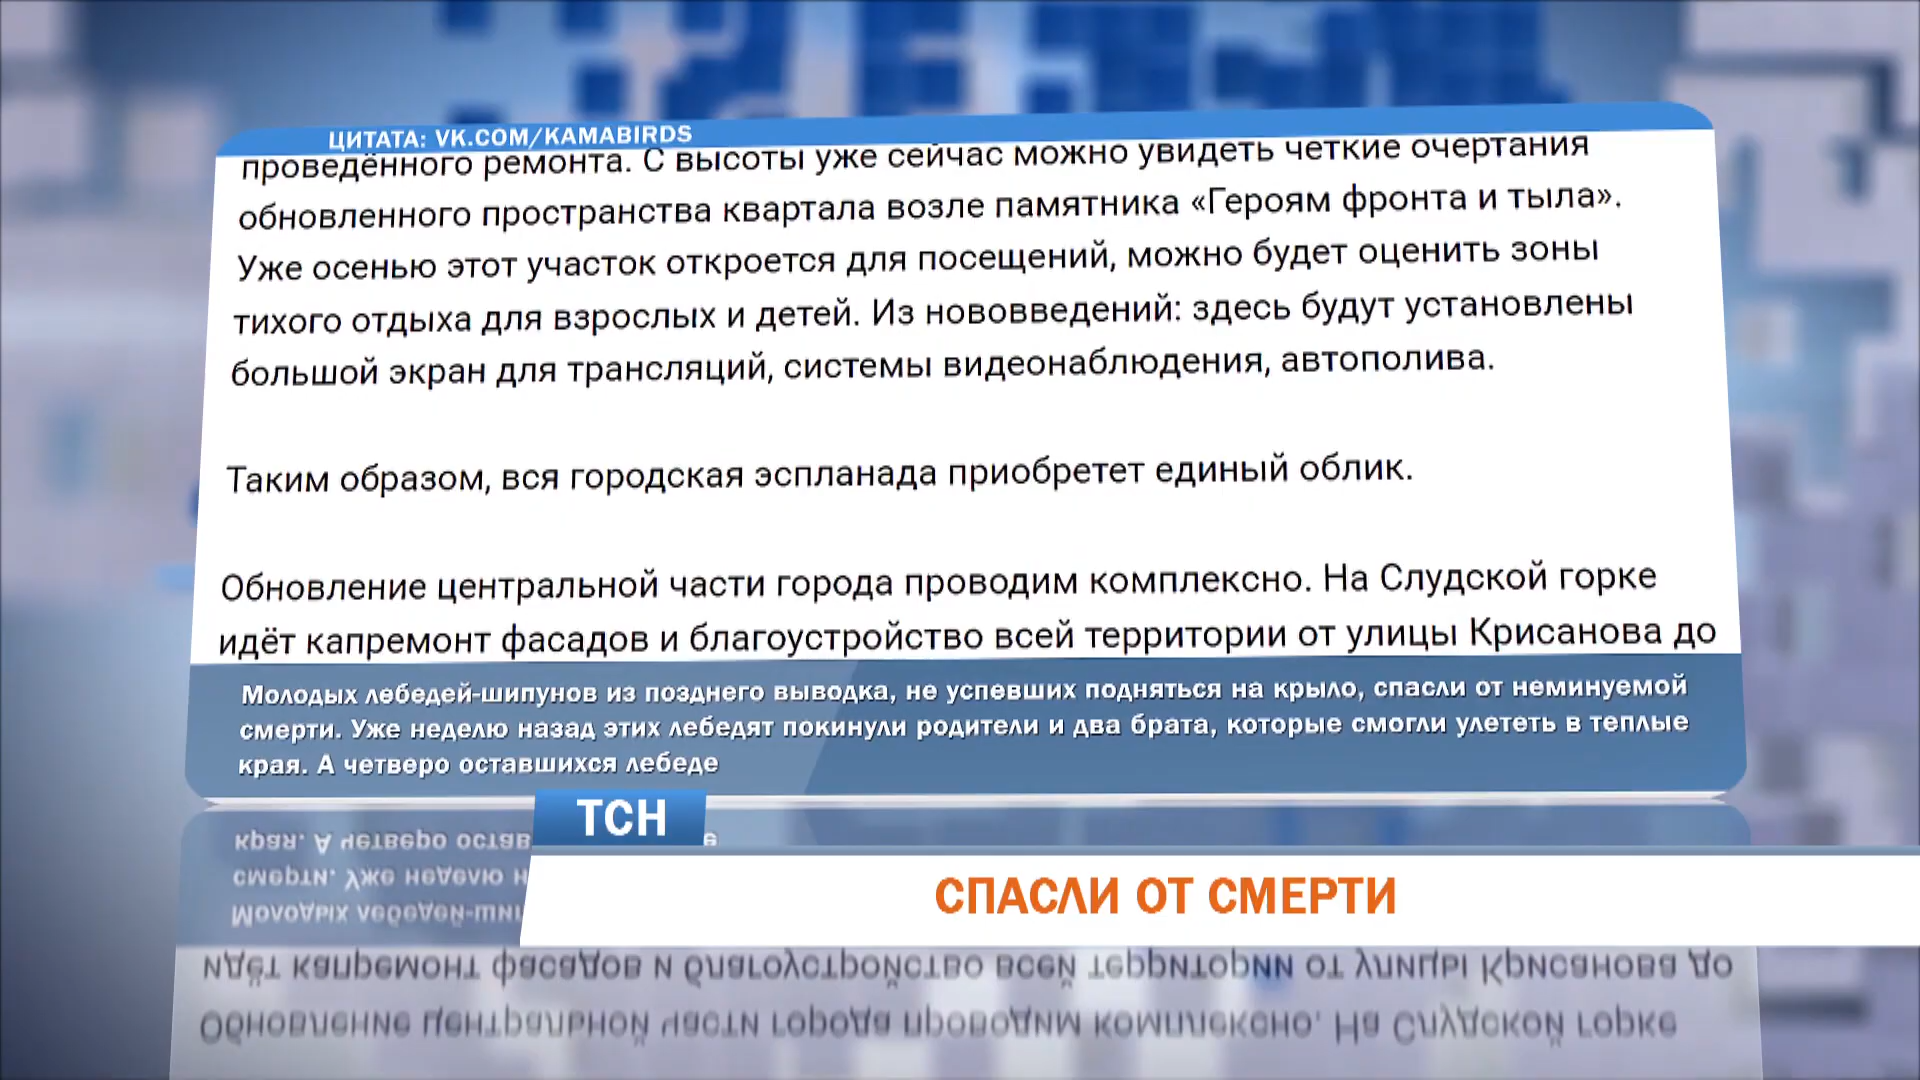 ЦИТАТА: VK.COM/KAMABIRDS
проведённого ремонта. С высоты уже сейчас можно увидеть четкие очертания
обновленного пространства квартала возле памятника «Героям фронта и тыла».
Уже осенью этот участок откроется для посещений, можно будет оценить зоны
тихого отдыха для взрослых и детей. Из нововведений: здесь будут установлены
большой экран для трансляций, системы видеонаблюдения, автополива.
Таким образом, вся городская эспланада приобретет единый облик.
Обновление центральной части города проводим комплексно. На Слудской горке
идёт капремонт фасадов и благоустройство всей территории от улицы Крисанова до
Молодых лебедей-шипунов из позднего выводка, не успевших подняться на крыло, спасли от неминуемой
смерти. Уже неделю назад этих лебедят покинули родители и два брата, которые смогли улететь в теплые
края. А четверо оставшихся лебеде
ТСН
СПАСЛИ ОТ СМЕРТИ